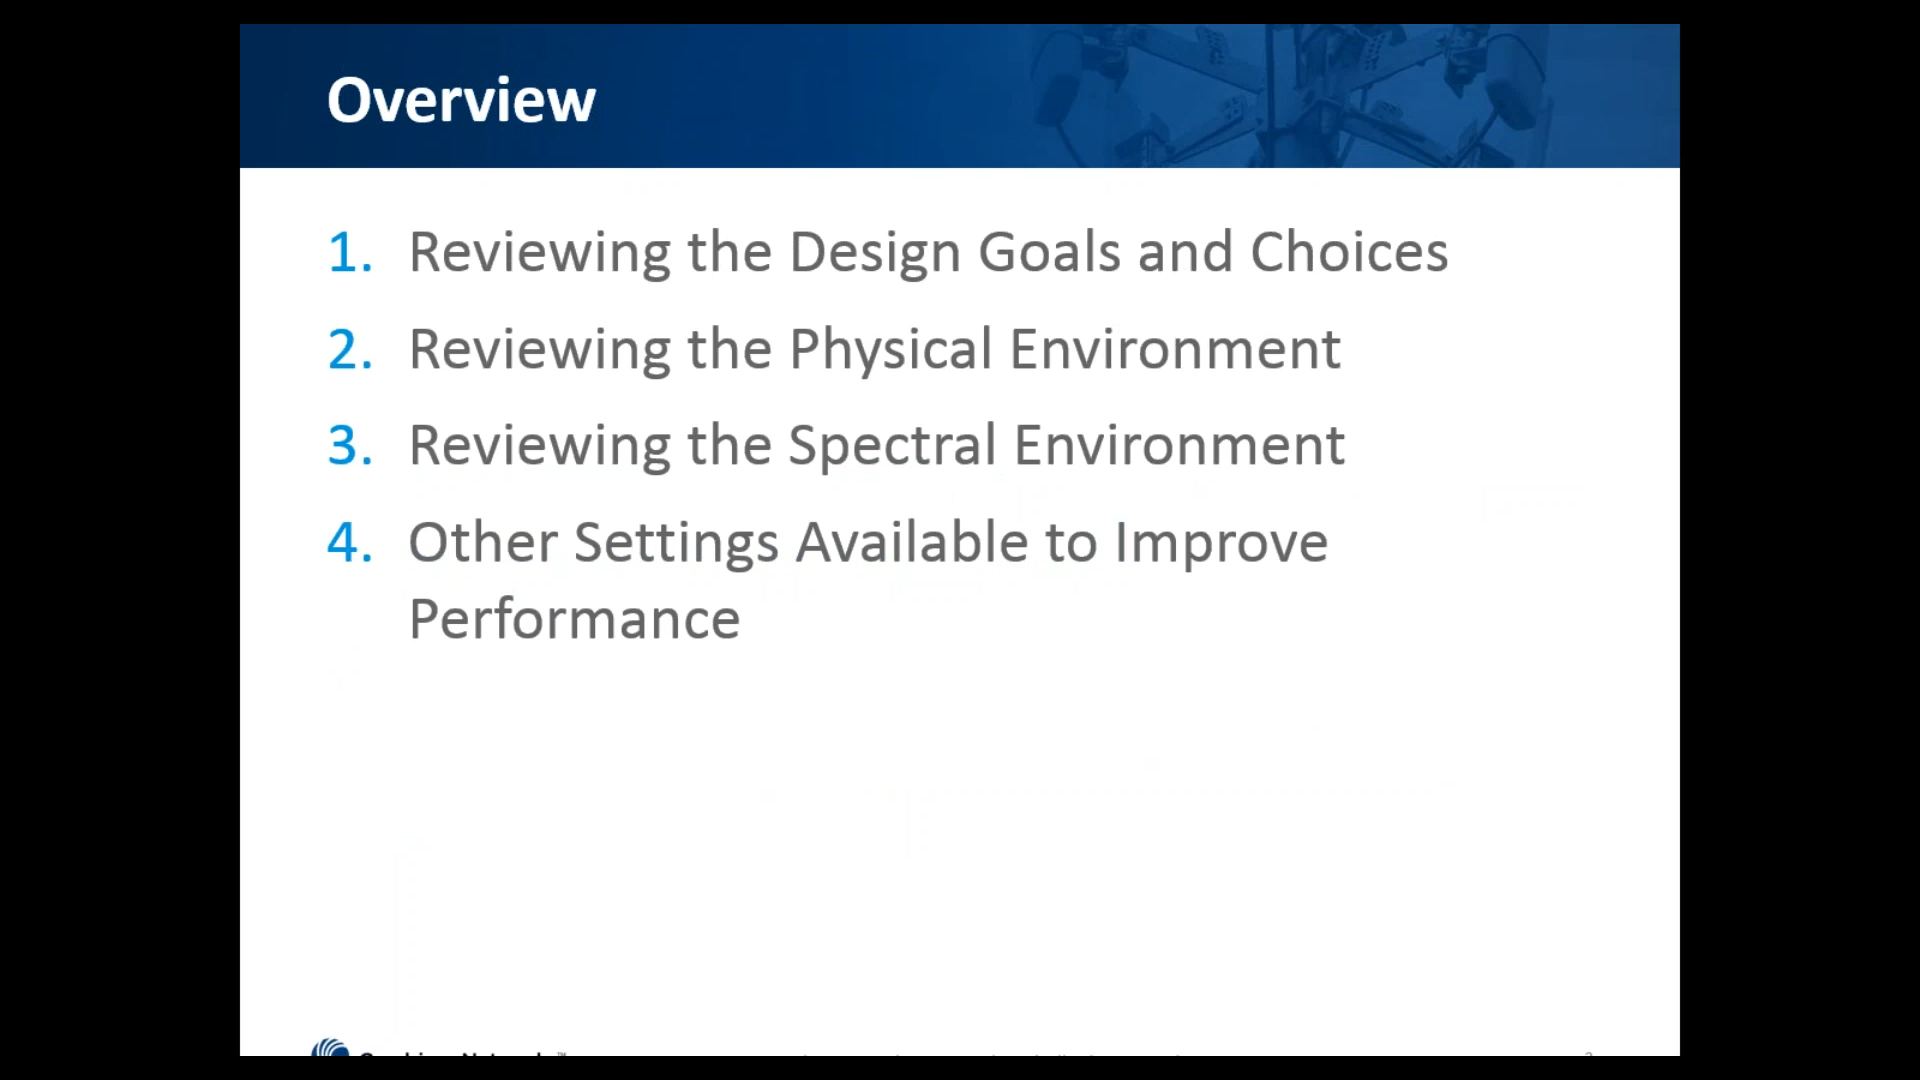 Overview
1. Reviewing the Design Goals and Choices
2. Reviewing the Physical Environment
3. Reviewing the Spectral Environment
4. Other Settings Available to Improve
Performance